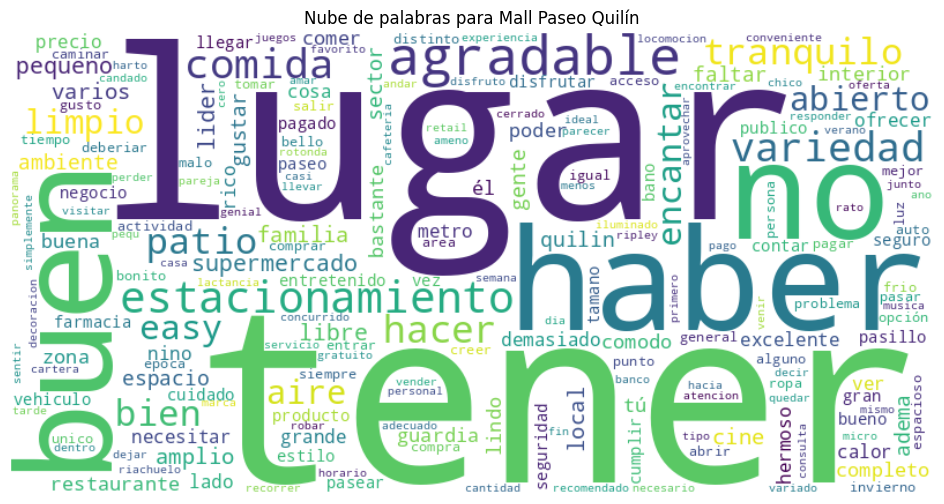 Nube de palabras para Mall Paseo Quilín
precio
distinto
experiencia
locomocion
conveniente
caminar
harto
llegar
juegos
comer
favorito
agradable
tranquilo
pequeno
candado
comida
andar
disfruto
disfrutar
acceso
faltar
interior
varios
gusto
lider
cero
tomar
amar
cosa
salir
sector
encontrar
chico
oferta
abierto
limpio
gustar
pagado
cafeteria
lugar
retail
ameno
cerrado
poder
ideal
parecer
encantar
aprovechar
publico
responder
verano
ofrecer
tiempo
deberiar
malo
bello
rotonda
casi
paseo
variedad
ambiente
perder
pareja
rico
llevar
gente
igual
menos
bano
no
mejor
junto
ano
panorama
negocio
visitar
genial
bastante
él
persona
rato
simplemente
actividad
metro
area
iluminado
luz
auto
seguro
buen
buena
pequ
patio
familia
comprar
quilin
ripley
contar
pago
pagar
haber
bonito
casa
supermercado
lactancia
entretenido
vez
semana
tamano
primero
problema
frio
pasar
musica
opción
decoracion
farmacia
estacionamiento
concurrido
dia
venir
easy
servicio
libre
entrar
gratuito
hacer
creer
demasiado
comodo
general
excelente
pasillo
sentir
cartera
zona
nino
epoca
siempre
tener
punto
banco
hacia
atencion
alguno
decir
ropa
quedar
ver
gran
mismo
vehiculo
tarde
espacio
cuidado
marca
aire
vender
personal
lindo
local
tú
cumplir
bueno
adema
espacioso
unico
dentro
bien
necesitar
robar
producto
grande
adecuado
guardia
compra
seguridad
fin
tipo
abrir
cine
hermoso
consulta
micro
calor
completo
dejar
riachuelo
amplio
estilo
restaurante
lado
recorrer
horario
pasear
cantidad
recomendado
necesario
variado
invierno